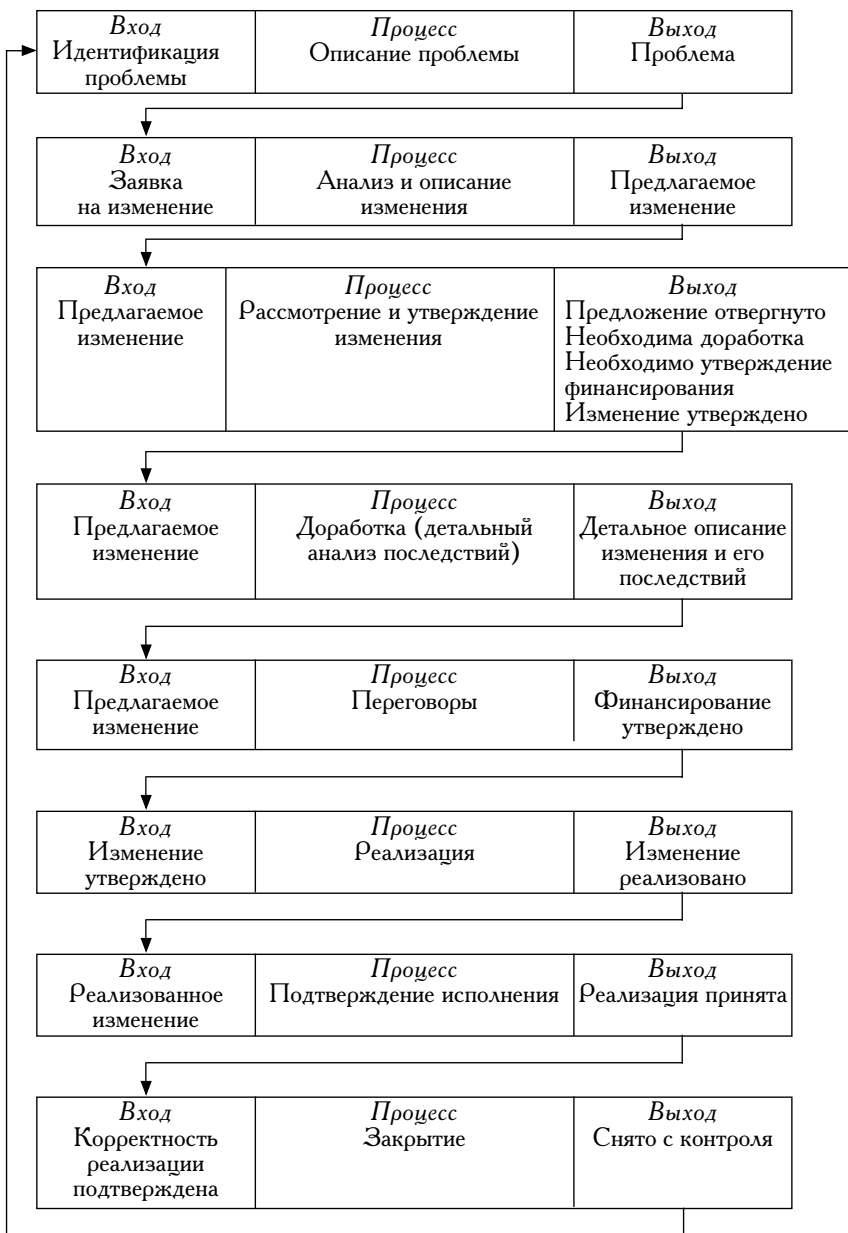 Вход
Идентификация
проблемы
Процесс
Описание проблемы
Выход
Проблема
Вход
Заявка
на изменение
Процесс
Анализ и описание
изменения
Выход
Предлагаемое
изменение
Вход
Предлагаемое
изменение
Процесс
Рассмотрение и утверждение
изменения
Выход
Предложение отвергнуто
Необходима доработка
Необходимо утверждение
финансирования
Изменение утверждено
Вход
Предлагаемое
изменение
Процесс
Доработка (детальный
анализ последствий)
Выход
Детальное описание
изменения и его
последствий
Вход
Предлагаемое
изменение
Процесс
Переговоры
Выход
Финансирование
утверждено
Вход
Изменение
утверждено
Процесс
Реализация
Выход
Изменение
реализовано
Вход
Реализованное
изменение
Процесс
Подтверждение исполнения
Выход
Реализация принята
Вход
Корректность
реализации
подтверждена
Процесс
Закрытие
Выход
Снято с контроля